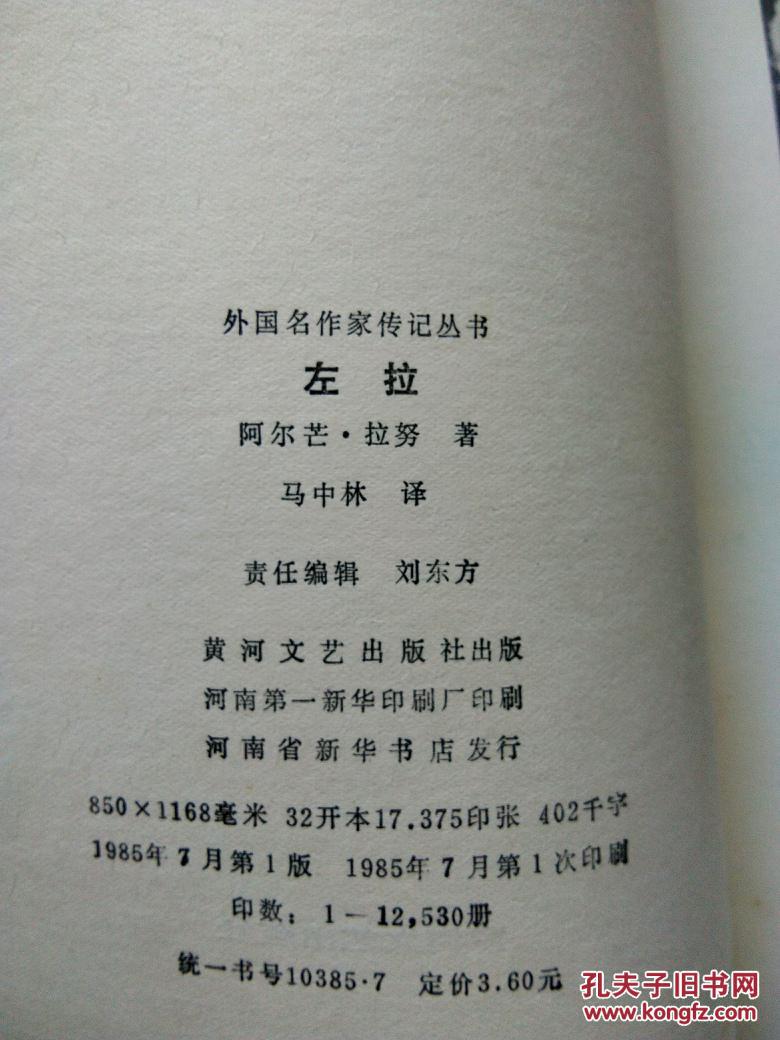 外国名作家传记丛书
左 拉
阿尔芒·拉努 著
马中林 译
责任编辑 刘东方
黄河文艺出版社出版
河南第一新华印刷厂印刷
河南省新华书店发行
850×1168毫米 32开本17.375印张 402千字
1985年7月第1版 1985年7月第1次印刷
印数：1—12,530册
统一书号10385·7 定价3.60元
孔夫子旧书网
www.kongfz.com